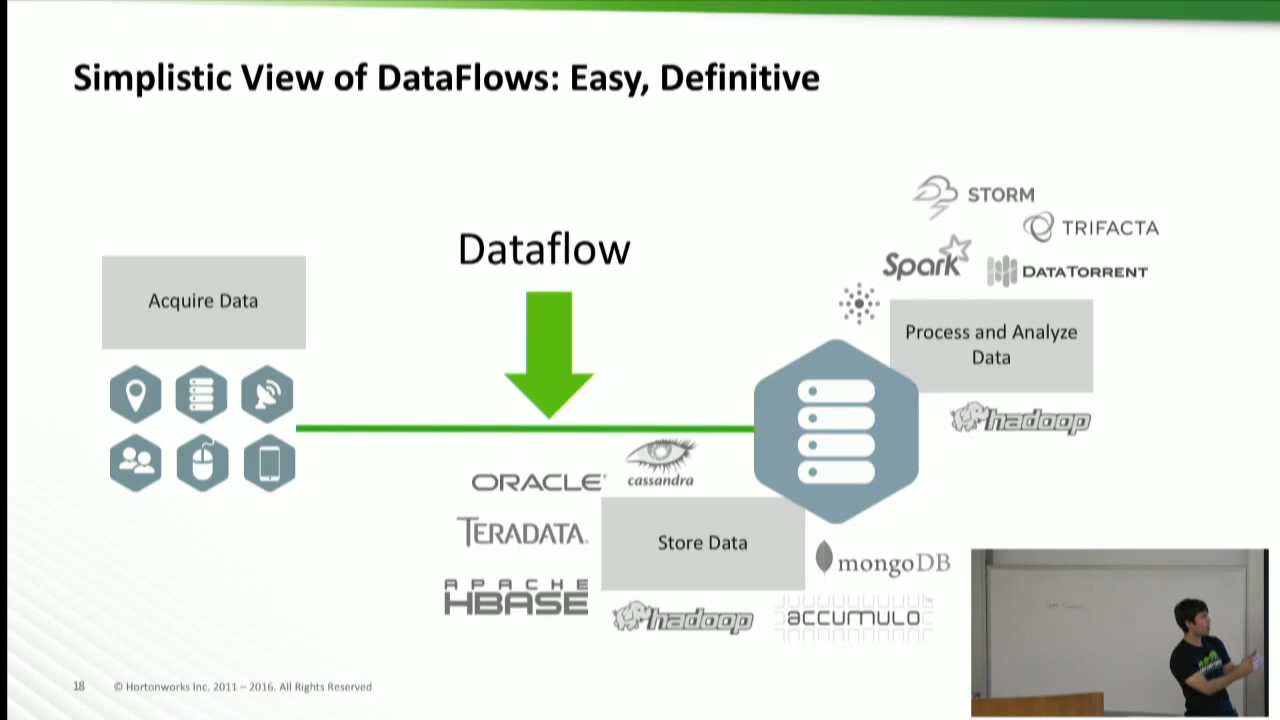 Simplistic View of DataFlows: Easy, Definitive
STORM
TRIFACTA
Dataflow
Spark
DATATORRENT
Acquire Data
Process and Analyze
Data
hadoop
cassandra
ORACLE
TERADATA
Store Data
mongoDB
APACHE
HBASE
hadoop
accumulo
18
© Hortonworks Inc. 2011 – 2016. All Rights Reserved